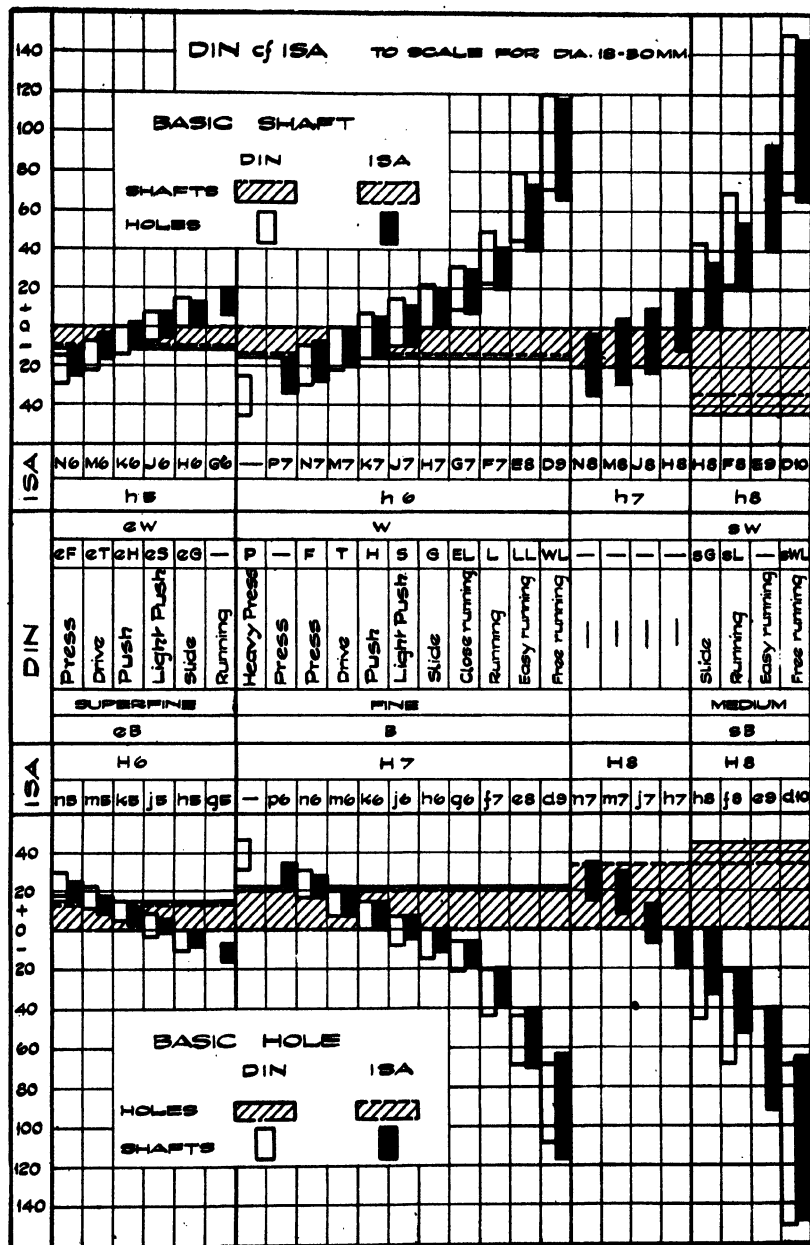 DIN cf ISA TO SCALE FOR DIA. 18-30MM
140
120
100
80
60
40
20
+
0
-
20
40
BASIC SHAFT
DIN ISA
SHAFTS
HOLES
ISA
N6 M6 K6 J6 H6 G6 — P7 N7 M7 K7 J7 H7 G7 F7 E8 D9 N8 M8 J8 H8 H8 F8 E9 D10
h5 h6 h7 h8
DIN
eW W sW
eF eT eH eS eG — P — F T H S G EL L LL WL — — — — sG sL — sWL
Press Drive Push Light Push Slide Running Heavy Press Press Press Drive Push Light Push Slide Close running Running Easy running Free running — — — — Slide Running Easy running Free running
SUPERFINE FINE MEDIUM
eB B sB
ISA
H6 H7 H8 H8
n5 m5 k5 j5 h5 g5 — p6 n6 m6 k6 j6 h6 g6 f7 e8 d9 n7 m7 j7 h7 h8 f8 e9 d10
40
20
+
0
-
20
40
60
80
100
120
140
BASIC HOLE
DIN ISA
HOLES
SHAFTS